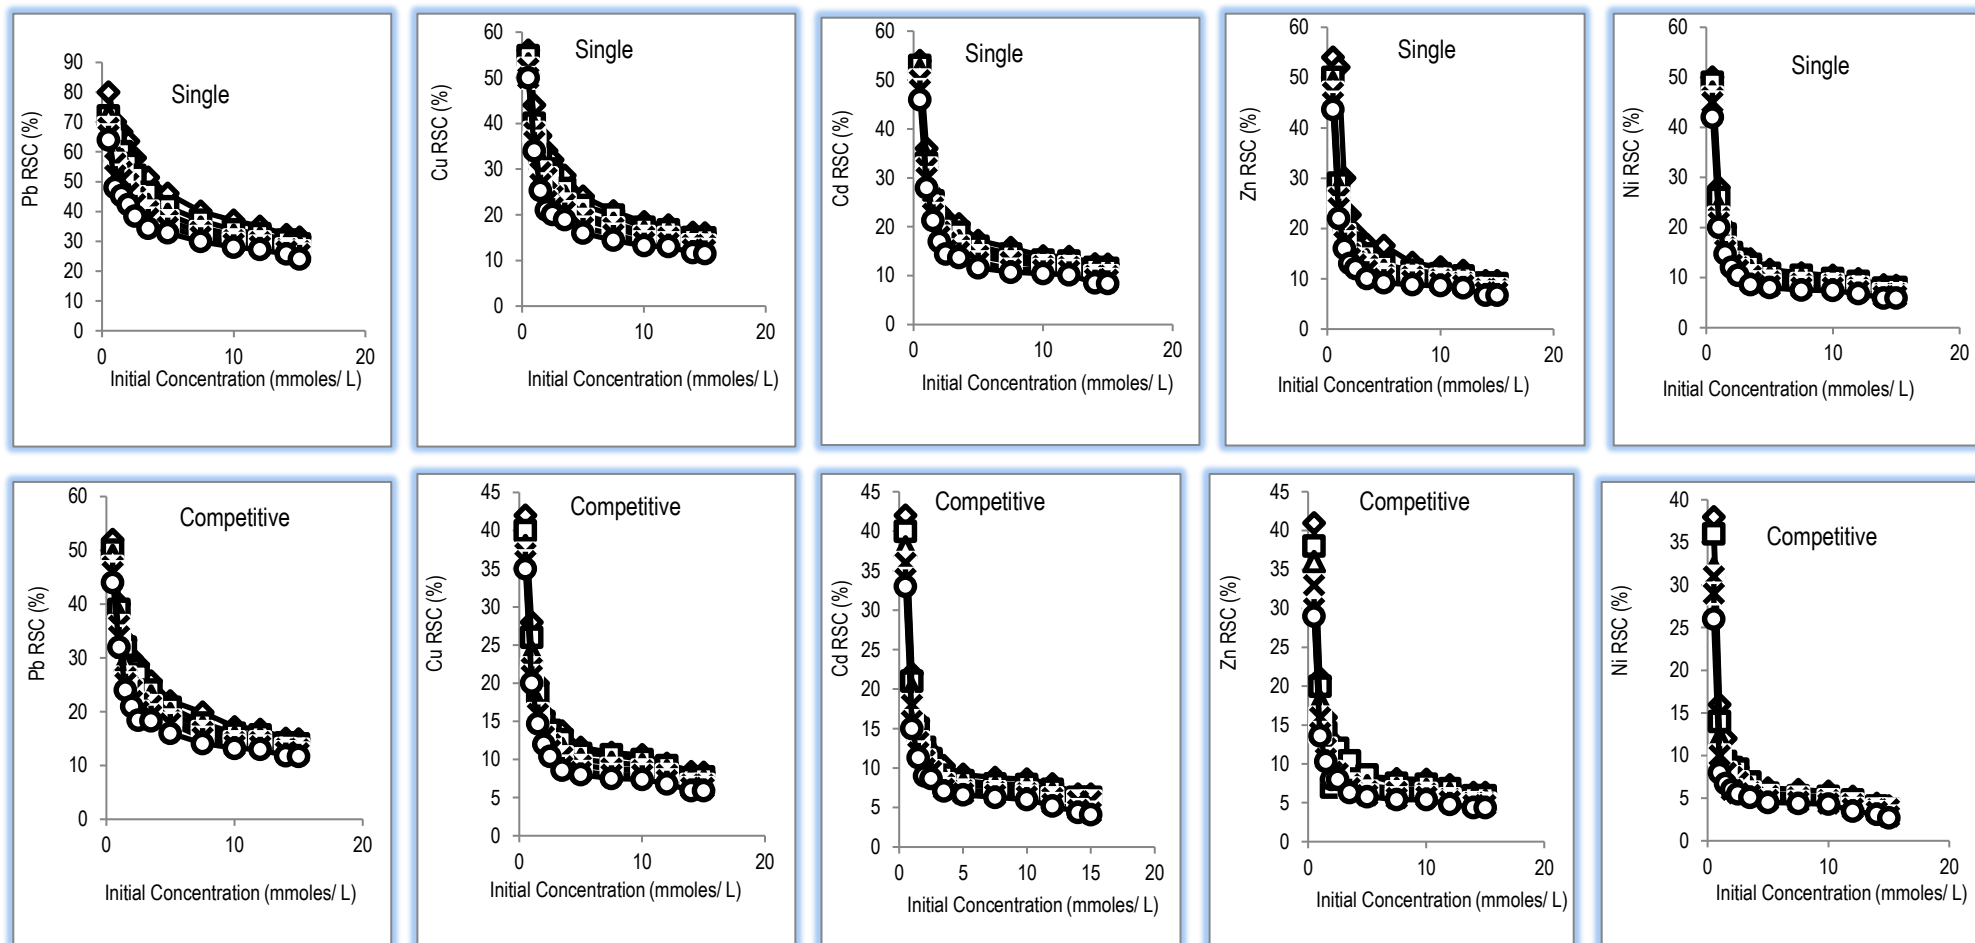 Single
Pb RSC (%)
90
80
70
60
50
40
30
20
10
0
0 10 20
Initial Concentration (mmoles/ L)
Single
Cu RSC (%)
60
50
40
30
20
10
0
0 10 20
Initial Concentration (mmoles/ L)
Single
Cd RSC (%)
60
50
40
30
20
10
0
0 10 20
Initial Concentration (mmoles/ L)
Single
Zn RSC (%)
60
50
40
30
20
10
0
0 10 20
Initial Concentration (mmoles/ L)
Single
Ni RSC (%)
60
50
40
30
20
10
0
0 10 20
Initial Concentration (mmoles/ L)
Competitive
Pb RSC (%)
60
50
40
30
20
10
0
0 10 20
Initial Concentration (mmoles/ L)
Competitive
Cu RSC (%)
45
40
35
30
25
20
15
10
5
0
0 10 20
Initial Concentration (mmoles/ L)
Competitive
Cd RSC (%)
45
40
35
30
25
20
15
10
5
0
0 5 10 15 20
Initial Concentration (mmoles/ L)
Competitive
Zn RSC (%)
45
40
35
30
25
20
15
10
5
0
0 10 20
Initial Concentration (mmoles/ L)
Competitive
Ni RSC (%)
40
35
30
25
20
15
10
5
0
0 10 20
Initial Concentration (mmoles/ L)